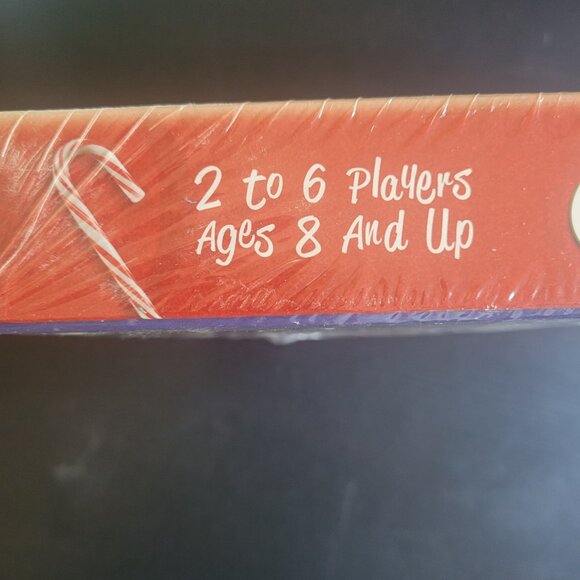 2 to 6 Players
Ages 8 And Up